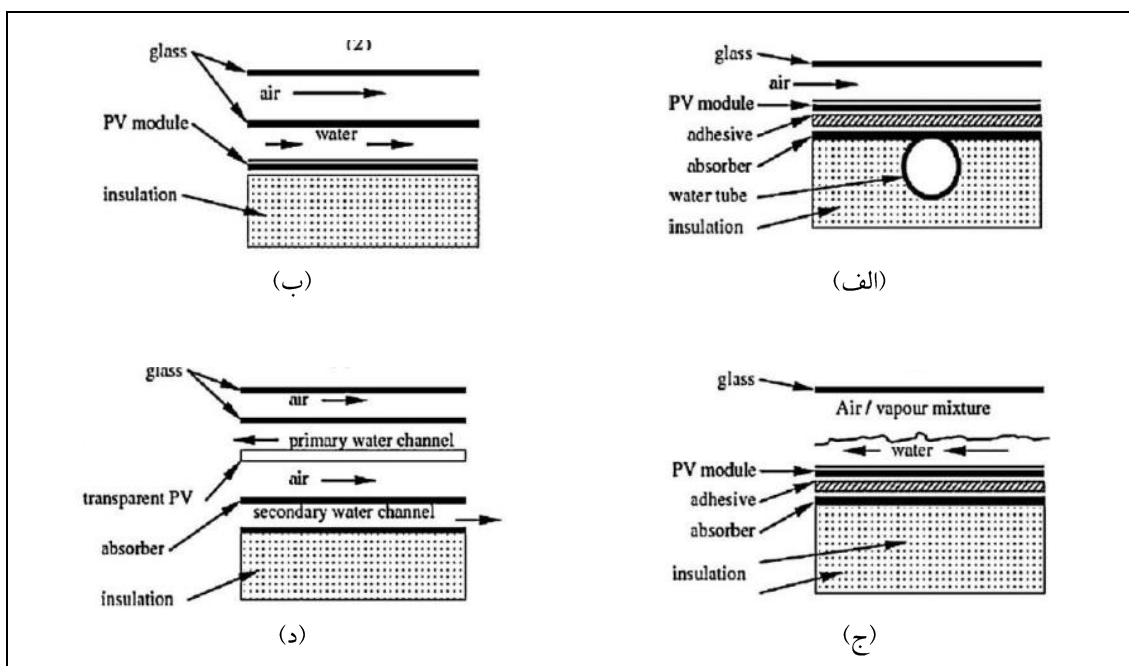 (2)
glass
air
PV module
water
insulation
(ب)
glass
air
PV module
adhesive
absorber
water tube
insulation
(الف)
glass
air
primary water channel
transparent PV
air
absorber
secondary water channel
insulation
(د)
glass
Air / vapour mixture
water
PV module
adhesive
absorber
insulation
(ج)